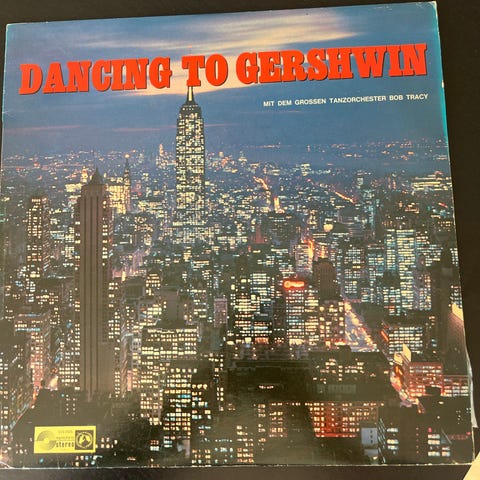 DANCING TO GERSHWIN
MIT DEM GROSSEN TANZORCHESTER BOB TRACY
stereo